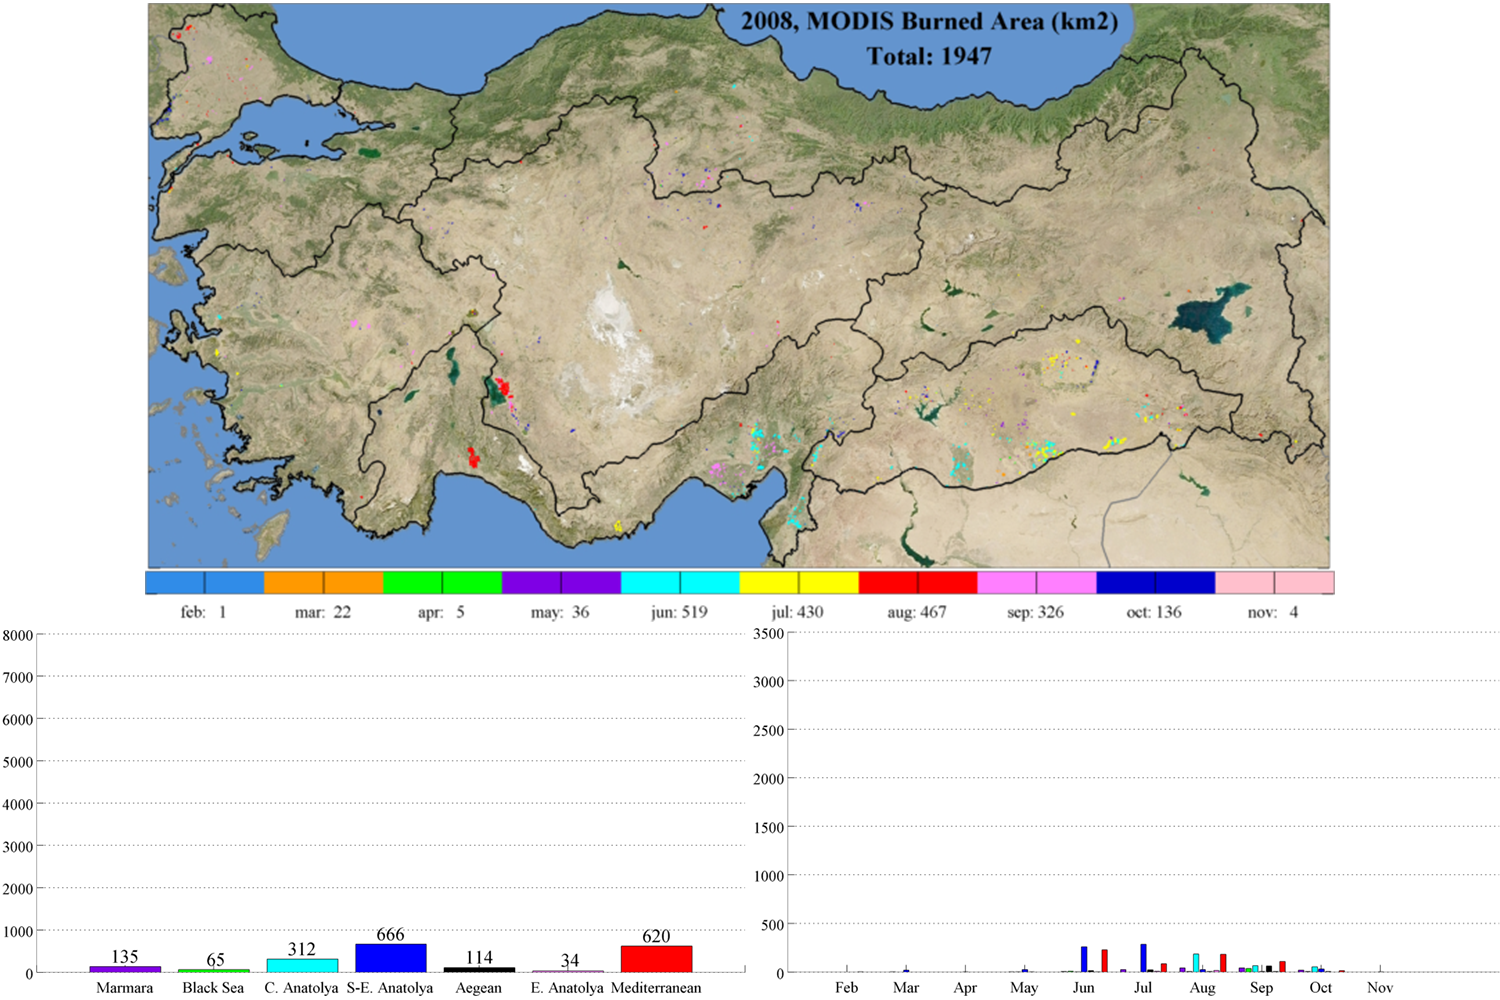 2008, MODIS Burned Area (km2)
Total: 1947
feb: 1 mar: 22 apr: 5 may: 36 jun: 519 jul: 430 aug: 467 sep: 326 oct: 136 nov: 4
8000
7000
6000
5000
4000
3000
2000
1000
0
135 65 312 666 114 34 620
Marmara Black Sea C. Anatolya S-E. Anatolya Aegean E. Anatolya Mediterranean
3500
3000
2500
2000
1500
1000
500
0
Feb Mar Apr May Jun Jul Aug Sep Oct Nov